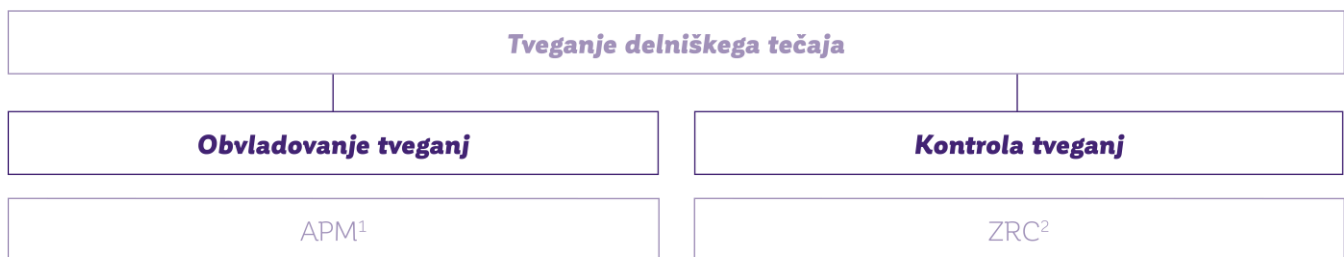 Tveganje delniškega tečaja
Obvladovanje tveganj
Kontrola tveganj
APM¹
ZRC²